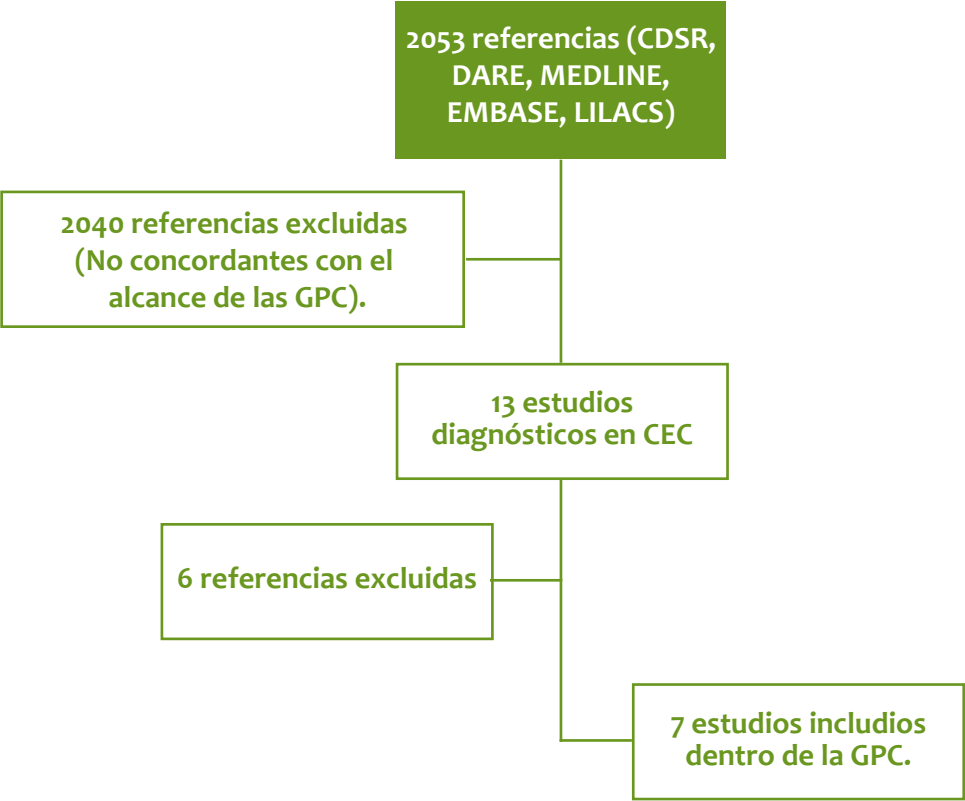 2053 referencias (CDSR,
DARE, MEDLINE,
EMBASE, LILACS)
2040 referencias excluidas
(No concordantes con el
alcance de las GPC).
13 estudios
diagnósticos en CEC
6 referencias excluidas
7 estudios includios
dentro de la GPC.